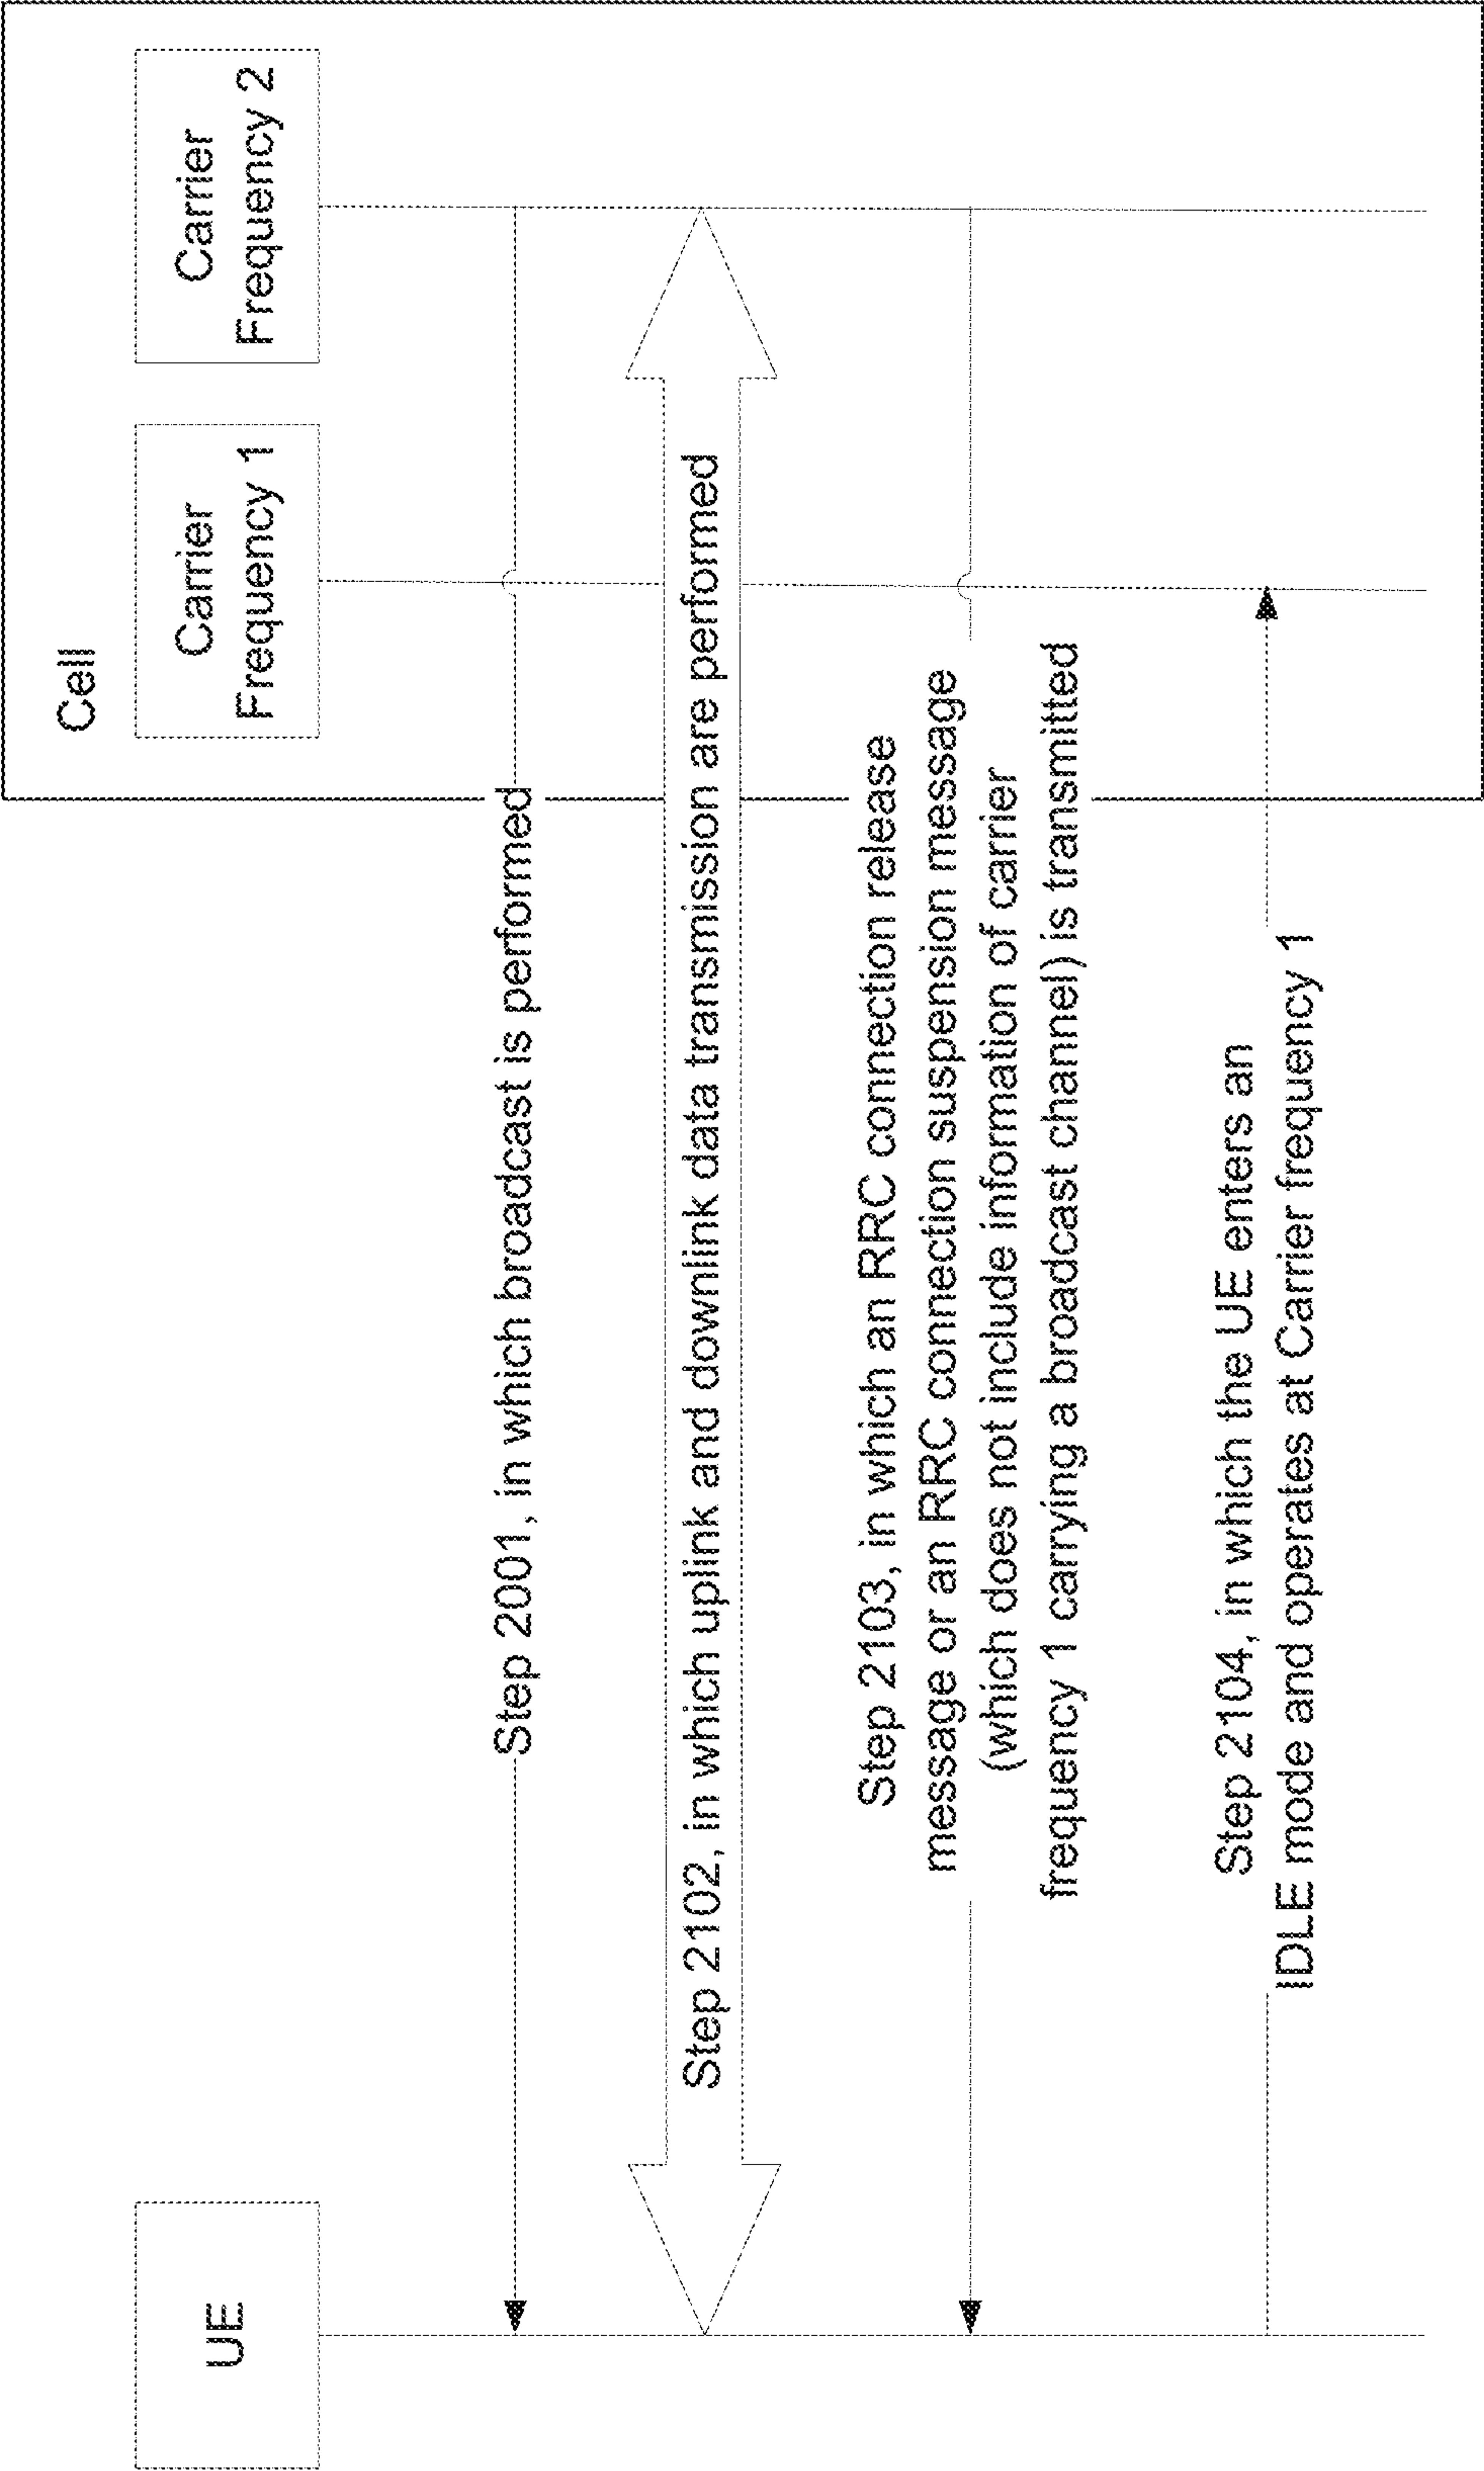 Cell
UE
Carrier
Frequency 1
Carrier
Frequency 2
Step 2001, in which broadcast is performed
Step 2102, in which uplink and downlink data transmission are performed
Step 2103, in which an RRC connection release
message or an RRC connection suspension message
(which does not include information of carrier
frequency 1 carrying a broadcast channel) is transmitted
Step 2104, in which the UE enters an
IDLE mode and operates at Carrier frequency 1